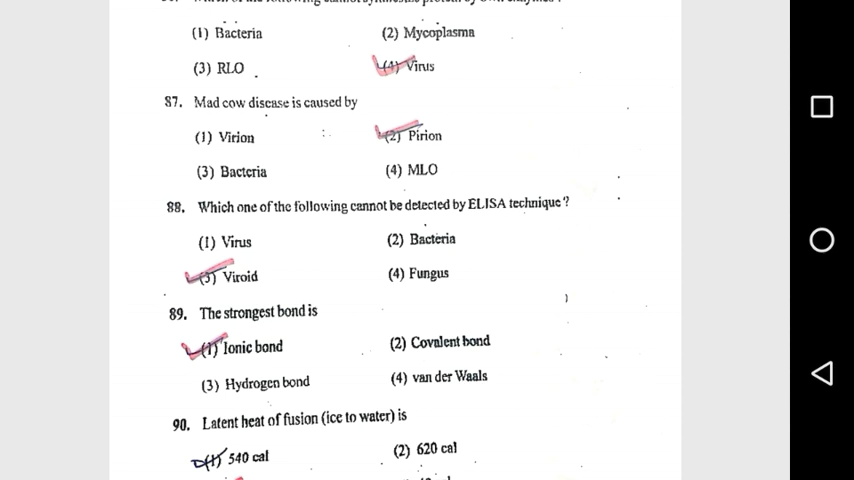 (1) Bacteria (2) Mycoplasma
(3) RLO (4) Virus
87. Mad cow disease is caused by
(1) Virion (2) Pirion
(3) Bacteria (4) MLO
88. Which one of the following cannot be detected by ELISA technique ?
(1) Virus (2) Bacteria
(3) Viroid (4) Fungus
89. The strongest bond is
(1) Ionic bond (2) Covalent bond
(3) Hydrogen bond (4) van der Waals
90. Latent heat of fusion (ice to water) is
(1) 540 cal (2) 620 cal